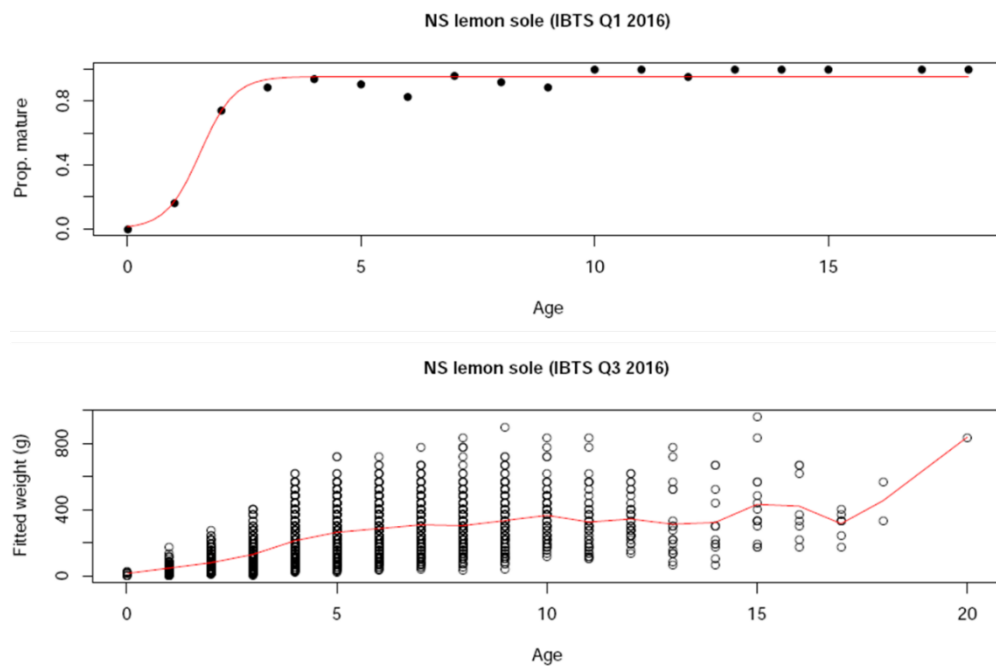 NS lemon sole (IBTS Q1 2016)
Prop. mature
0.8
0.4
0.0
0 5 10 15
Age
NS lemon sole (IBTS Q3 2016)
Fitted weight (g)
800
400
0
0 5 10 15 20
Age